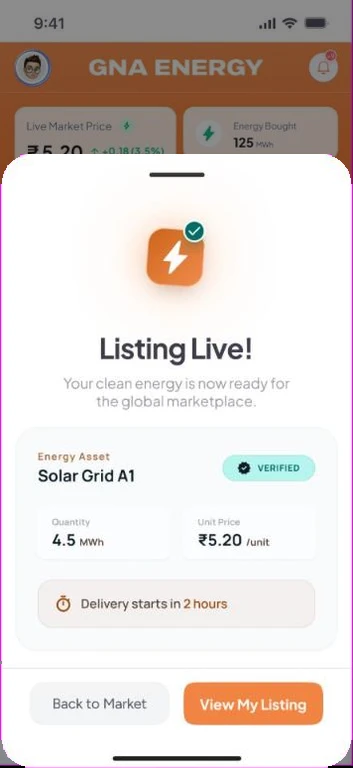 9:41
GNA ENERGY
Live Market Price
Energy Bought
₹5.20 +0.18 (3.5%)
125 MWh
Listing Live!
Your clean energy is now ready for
the global marketplace.
Energy Asset
Solar Grid A1
VERIFIED
Quantity
4.5 MWh
Unit Price
₹5.20 /unit
Delivery starts in 2 hours
Back to Market
View My Listing